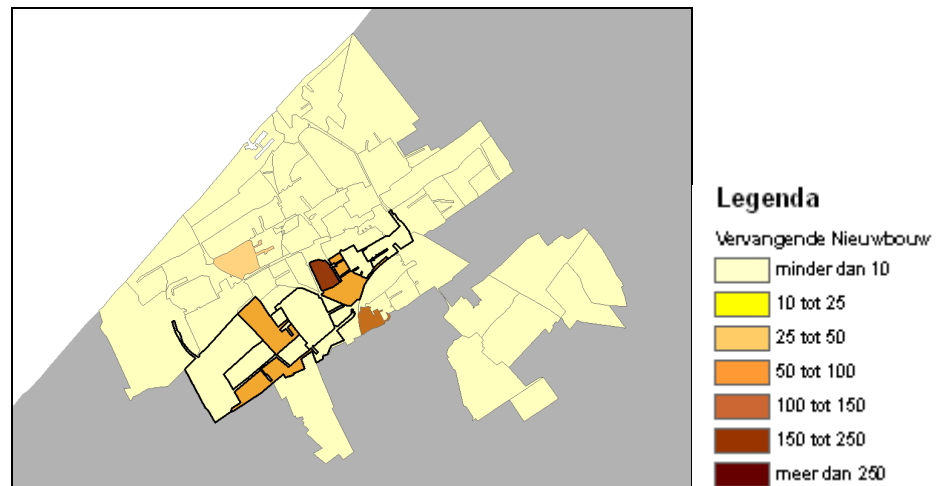 Legenda
Vervangende Nieuwbouw
minder dan 10
10 tot 25
25 tot 50
50 tot 100
100 tot 150
150 tot 250
meer dan 250